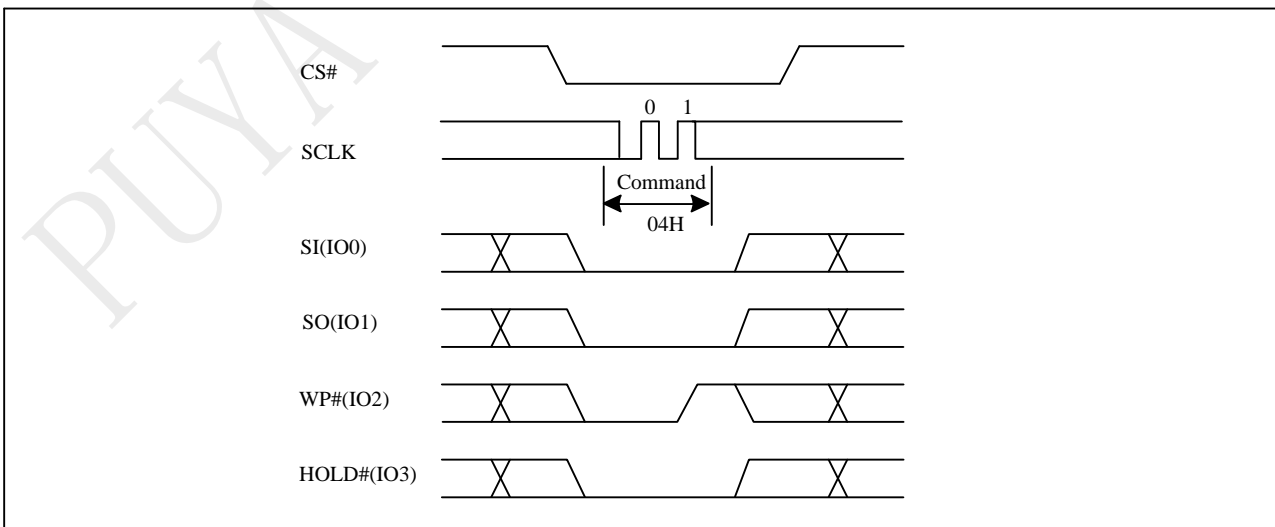 PUYA
CS#
0 1
SCLK
Command
04H
SI(IO0)
SO(IO1)
WP#(IO2)
HOLD#(IO3)